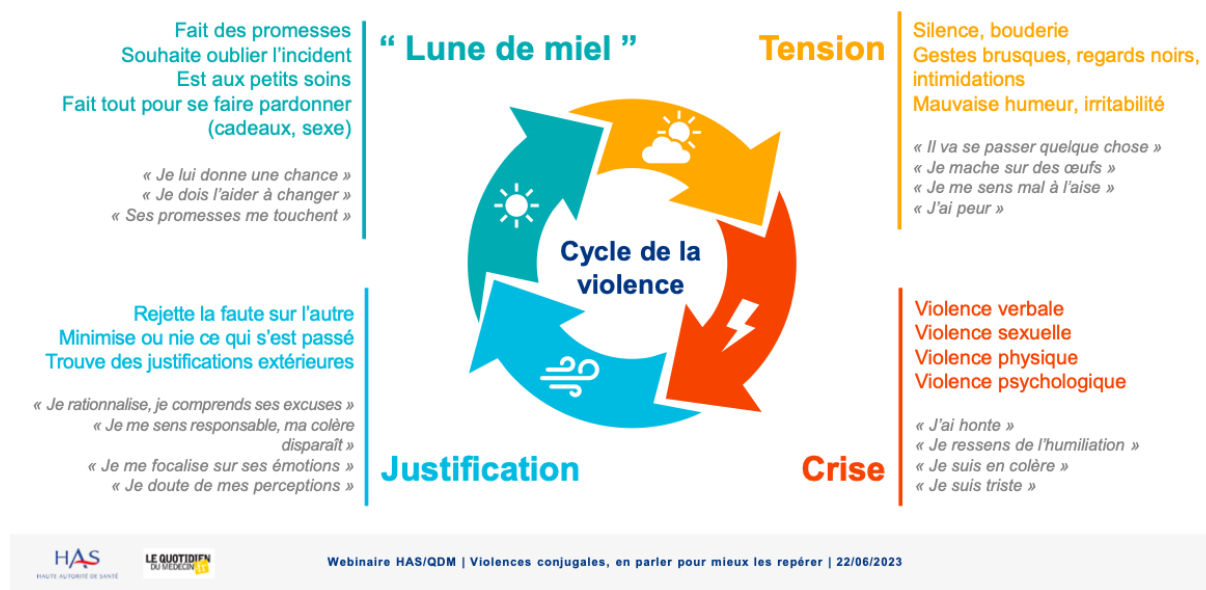 Fait des promesses
Souhaite oublier l’incident
Est aux petits soins
Fait tout pour se faire pardonner
(cadeaux, sexe)
« Je lui donne une chance »
« Je dois l’aider à changer »
« Ses promesses me touchent »
“ Lune de miel ”
Tension
Silence, bouderie
Gestes brusques, regards noirs,
intimidations
Mauvaise humeur, irritabilité
« Il va se passer quelque chose »
« Je mache sur des œufs »
« Je me sens mal à l’aise »
« J’ai peur »
Cycle de la
violence
Rejette la faute sur l’autre
Minimise ou nie ce qui s’est passé
Trouve des justifications extérieures
« Je rationnalise, je comprends ses excuses »
« Je me sens responsable, ma colère
disparaît »
« Je me focalise sur ses émotions »
« Je doute de mes perceptions »
Justification
Crise
Violence verbale
Violence sexuelle
Violence physique
Violence psychologique
« J’ai honte »
« Je ressens de l’humiliation »
« Je suis en colère »
« Je suis triste »
HAS
HAUTE AUTORITÉ DE SANTÉ
LE QUOTIDIEN
DU MEDECIN.fr
Webinaire HAS/QDM | Violences conjugales, en parler pour mieux les repérer | 22/06/2023